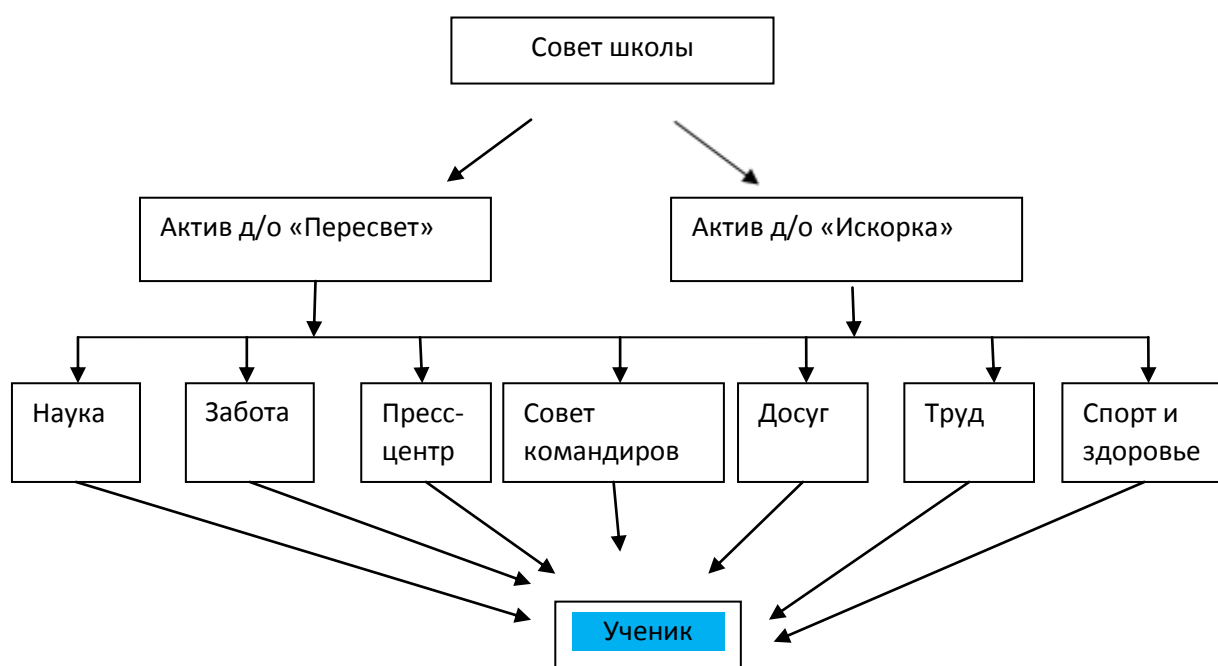 Совет школы
Актив д/о «Пересвет»
Актив д/о «Искорка»
Наука
Забота
Пресс-
центр
Совет
командиров
Досуг
Труд
Спорт и
здоровье
Ученик